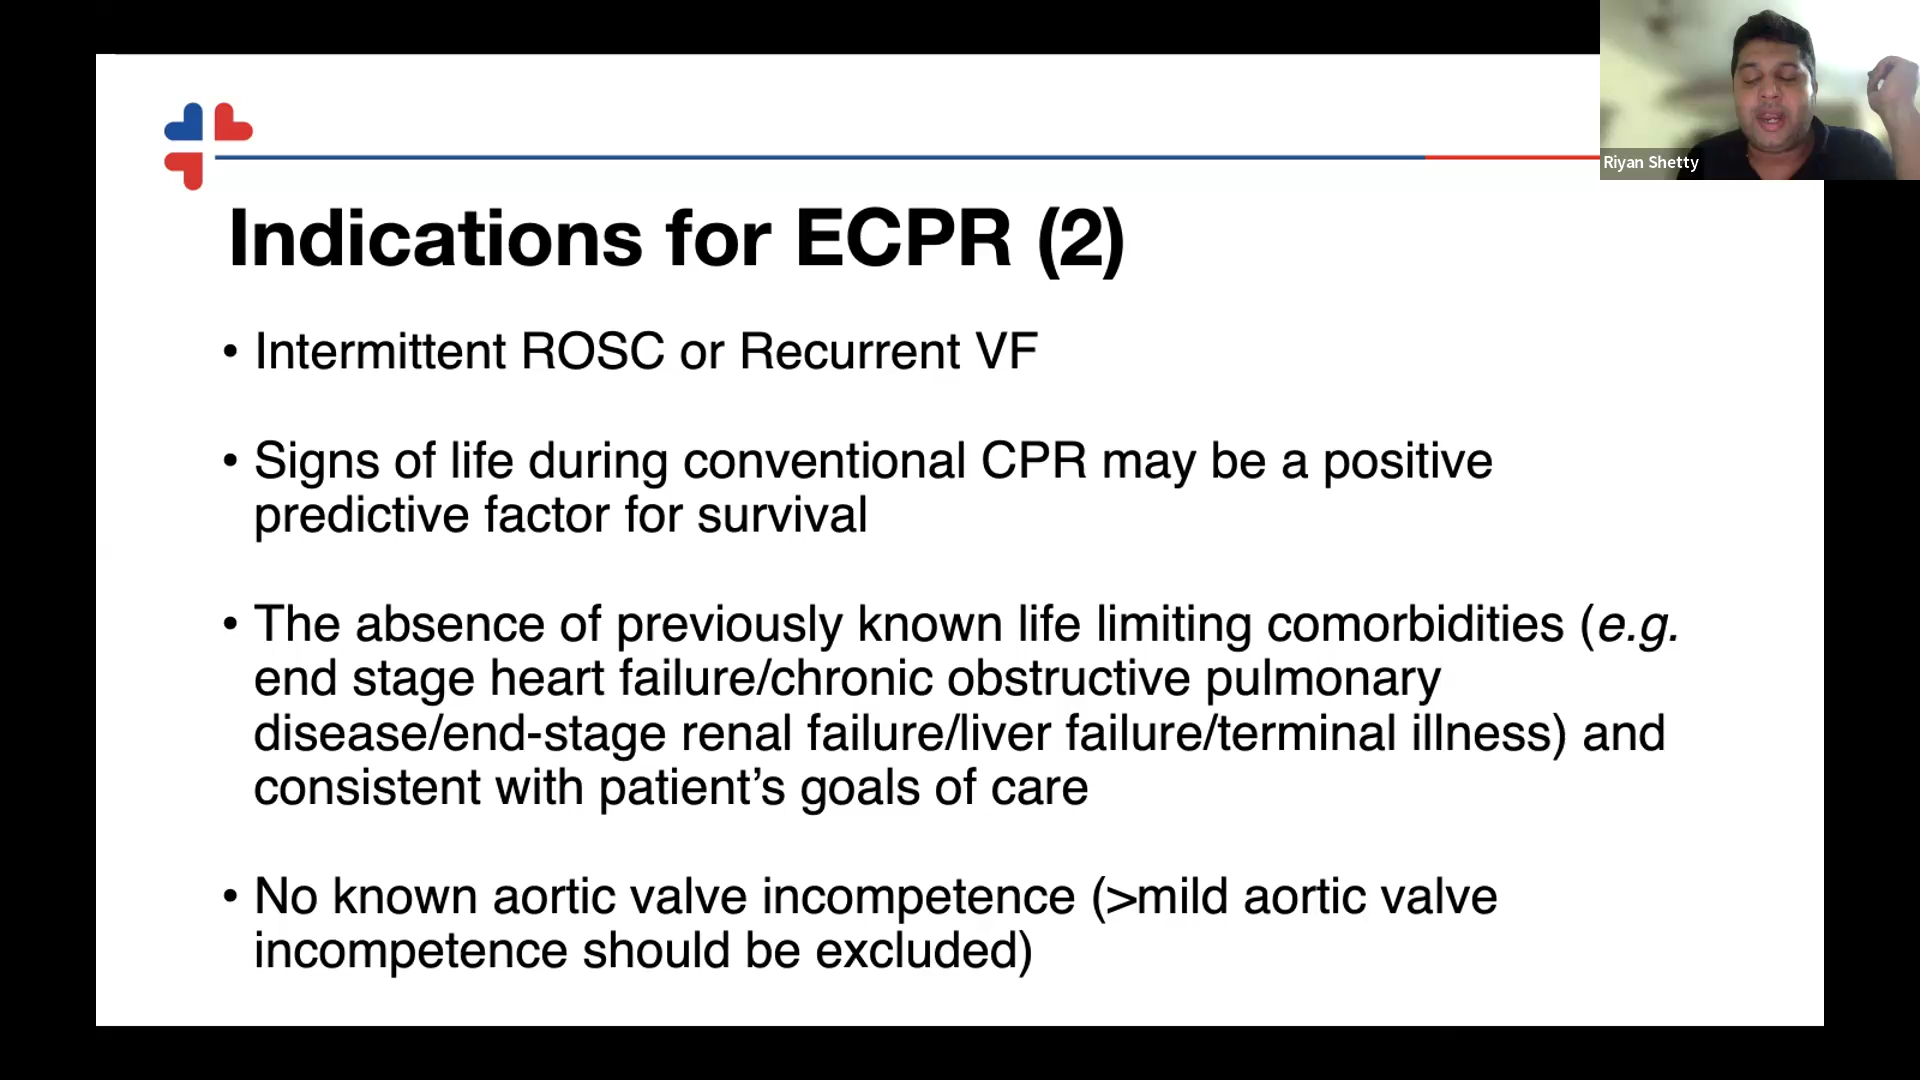 Riyan Shetty
Indications for ECPR (2)
• Intermittent ROSC or Recurrent VF
• Signs of life during conventional CPR may be a positive
predictive factor for survival
• The absence of previously known life limiting comorbidities (e.g.
end stage heart failure/chronic obstructive pulmonary
disease/end-stage renal failure/liver failure/terminal illness) and
consistent with patient’s goals of care
• No known aortic valve incompetence (>mild aortic valve
incompetence should be excluded)